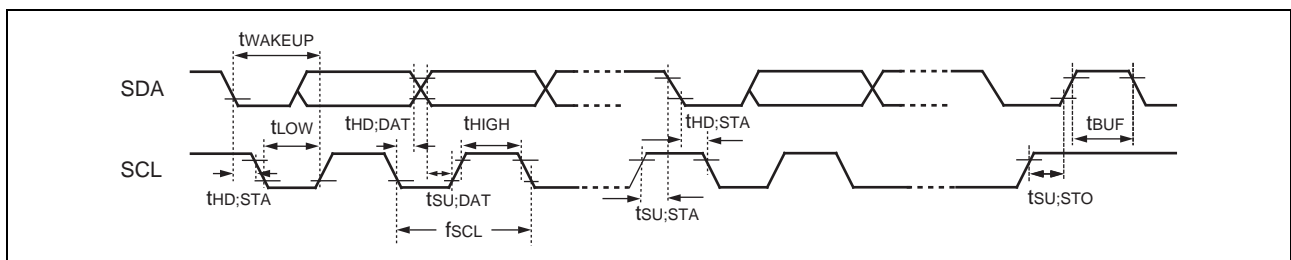 tWAKEUP
SDA
tHD;DAT
tHIGH
tLOW
tHD;STA
tBUF
SCL
tHD;STA
tSU;DAT
tSU;STA
tSU;STO
fSCL